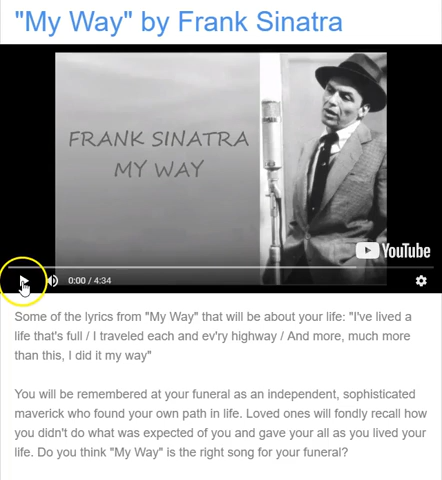 "My Way" by Frank Sinatra
FRANK SINATRA
MY WAY
YouTube
0:00 / 4:34
Some of the lyrics from "My Way" that will be about your life: "I've lived a
life that's full / I traveled each and ev'ry highway / And more, much more
than this, I did it my way"
You will be remembered at your funeral as an independent, sophisticated
maverick who found your own path in life. Loved ones will fondly recall how
you didn't do what was expected of you and gave your all as you lived your
life. Do you think "My Way" is the right song for your funeral?